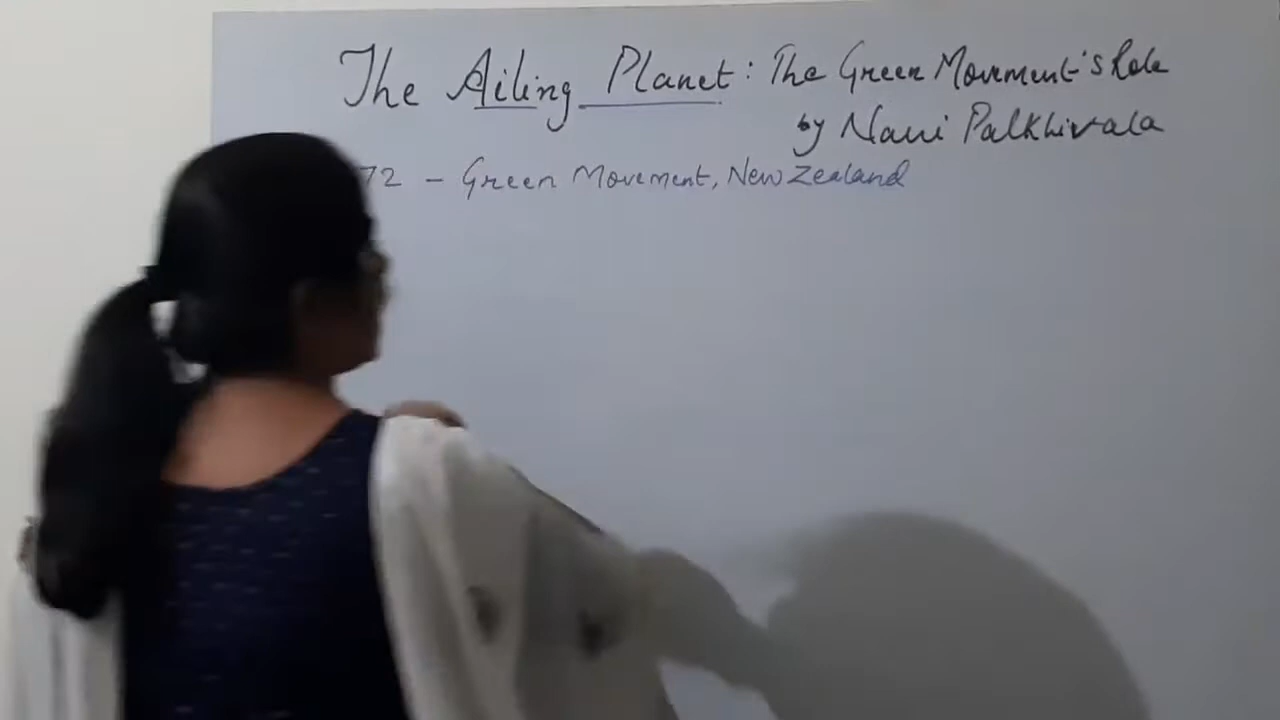 The Ailing Planet: The Green Movement's Role
by Nani Palkhivala
72 - Green Movement, New Zealand